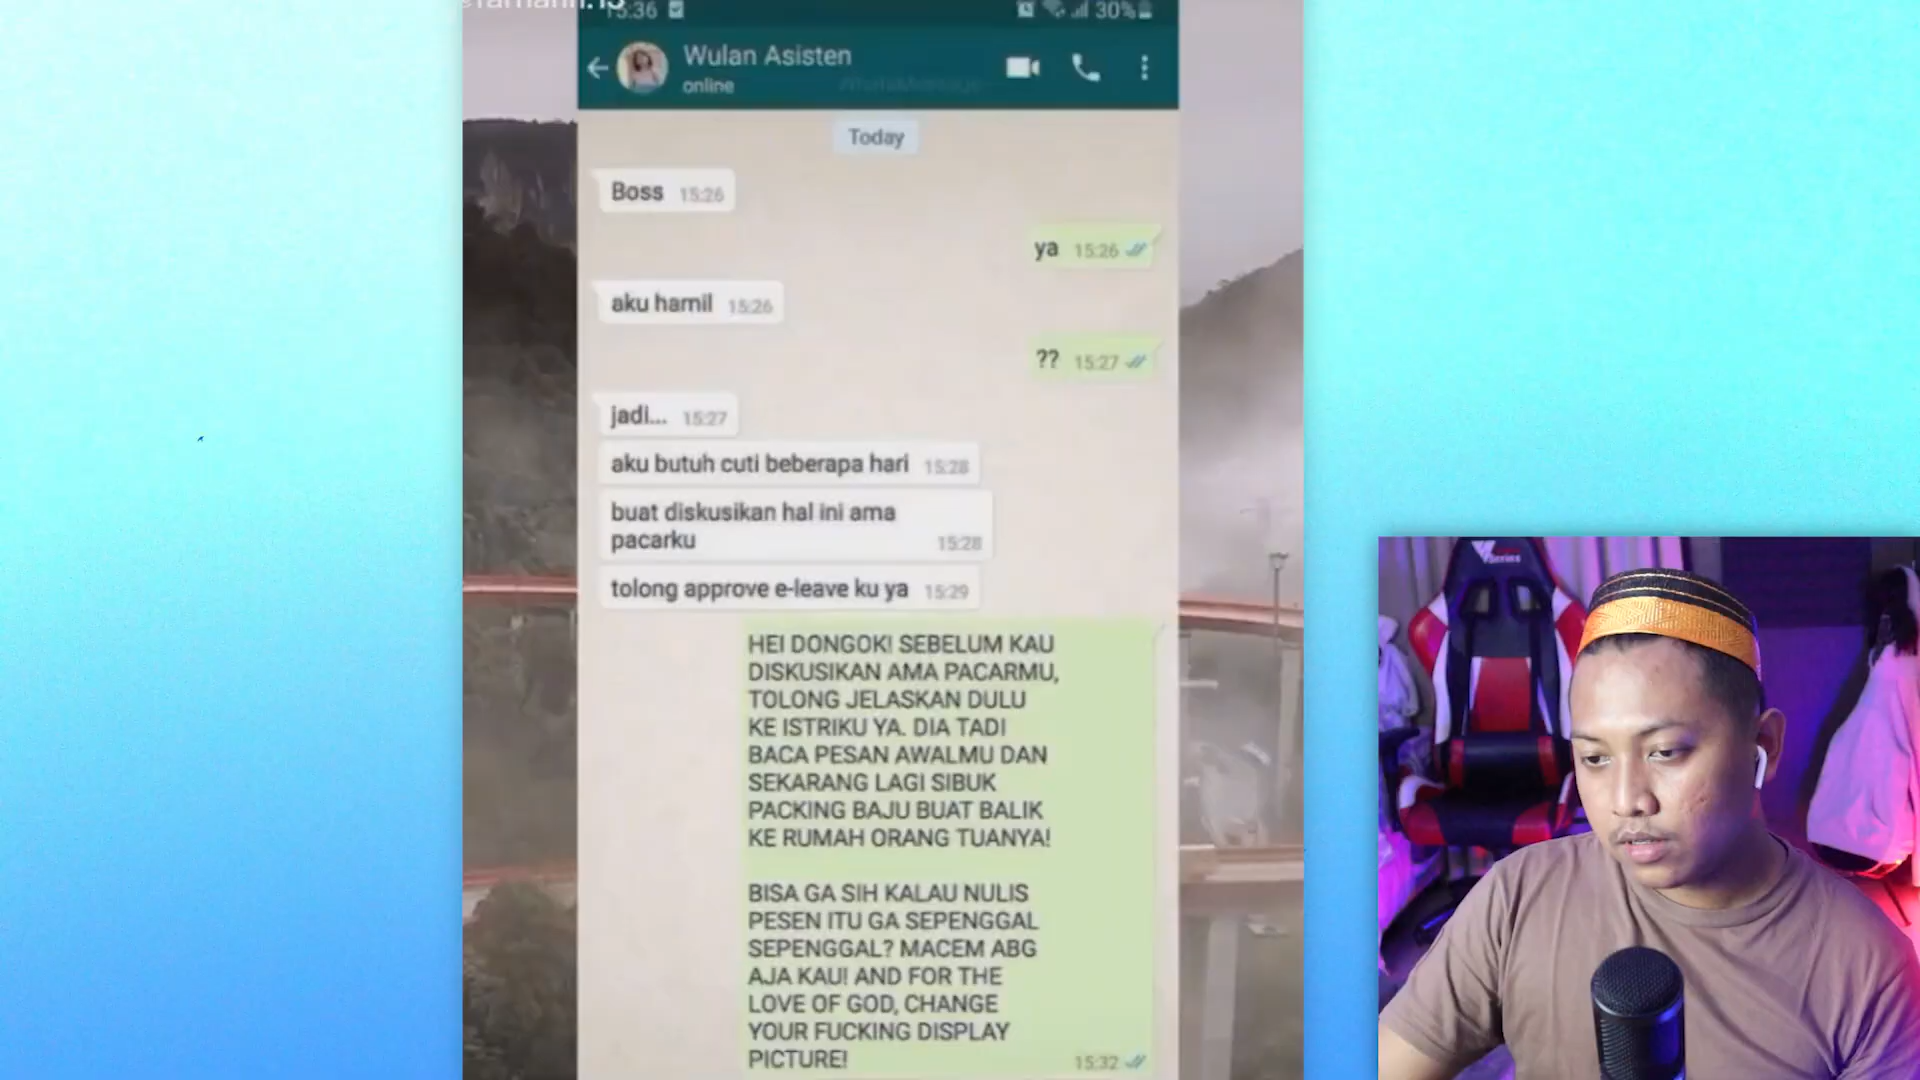 15:36
30%
Wulan Asisten
online
Today
Boss 15:26
ya 15:26
aku hamil 15:26
?? 15:27
jadi... 15:27
aku butuh cuti beberapa hari 15:28
buat diskusikan hal ini ama
pacarku 15:28
tolong approve e-leave ku ya 15:29
HEI DONGOK! SEBELUM KAU
DISKUSIKAN AMA PACARMU,
TOLONG JELASKAN DULU
KE ISTRIKU YA. DIA TADI
BACA PESAN AWALMU DAN
SEKARANG LAGI SIBUK
PACKING BAJU BUAT BALIK
KE RUMAH ORANG TUANYA!
BISA GA SIH KALAU NULIS
PESEN ITU GA SEPENGGAL
SEPENGGAL? MACEM ABG
AJA KAU! AND FOR THE
LOVE OF GOD, CHANGE
YOUR FUCKING DISPLAY
PICTURE! 15:32
Series